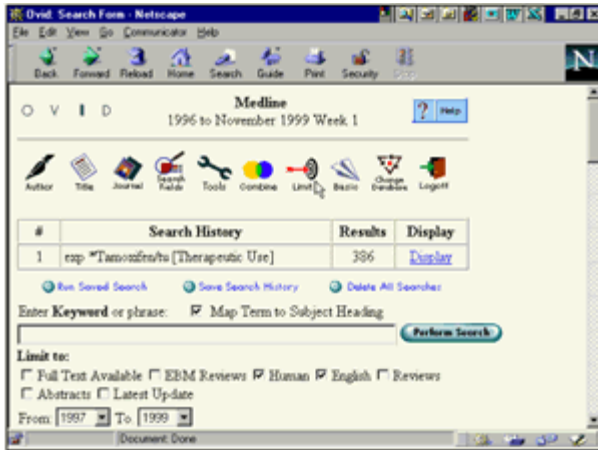 Ovid: Search Form - Netscape
File Edit View Go Communicator Help
Back Forward Reload Home Search Guide Print Security Stop
N
O V I D
Medline
1996 to November 1999 Week 1
? Help
Author Title Journal Search Fields Tools Combine Limit Basic Change Database Logoff
# Search History Results Display
1 exp *Tamoxifen/tu [Therapeutic Use] 386 Display
Run Saved Search Save Search History Delete All Searches
Enter Keyword or phrase: Map Term to Subject Heading
Perform Search
Limit to:
Full Text Available EBM Reviews Human English Reviews
Abstracts Latest Update
From: 1997 To: 1999
Document: Done